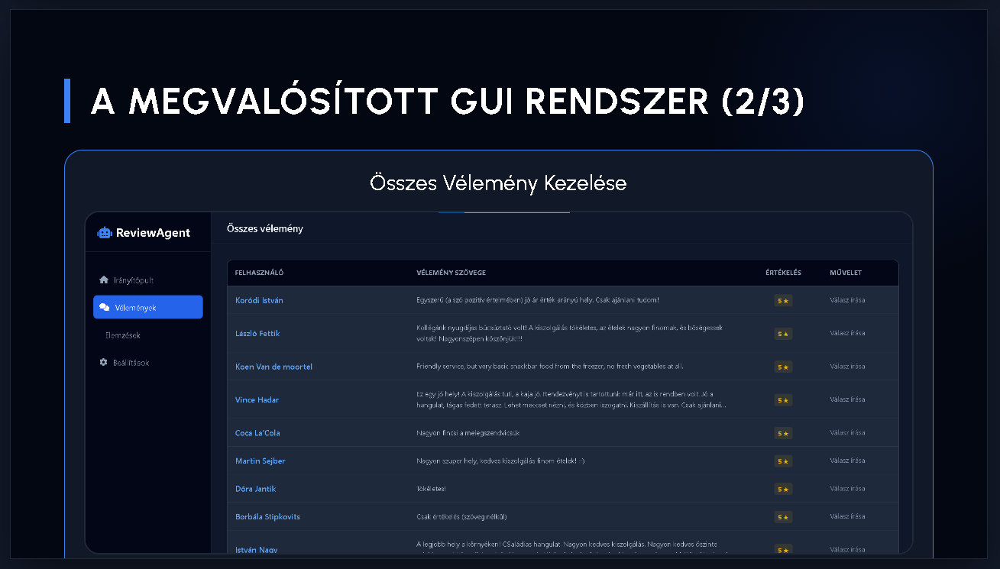 A MEGVALÓSÍTOTT GUI RENDSZER (2/3)
Összes Vélemény Kezelése
ReviewAgent
Összes vélemény
Irányítópult
Vélemények
Elemzések
Beállítások
FELHASZNÁLÓ VÉLEMÉNY SZÖVEGE ÉRTÉKELÉS MŰVELET
Koródi István Egyszerű (a szó pozitív értelmében) jó ár érték arányú hely. Csak ajánlani tudom! 5 ★ Válasz írása
László Fettik Kollégánk nyugdíjas búcsúztató volt! A kiszolgálás tökéletes, az ételek nagyon finomak, és bőségessek
voltak! Nagyonszépen köszönjük!!! 5 ★ Válasz írása
Koen Van de moortel Friendly service, but very basic snackbar food from the freezer, no fresh vegetables at all. 5 ★ Válasz írása
Vince Hadar Ez egy jó hely! A kiszolgálás tuti, a kaja jó. Rendezvényt is tartottunk már itt, az is rendben volt. Jó a
hangulat, tágas fedett terasz. Lehet meccset nézni, és közben iszogatni. Kiszállítás is van. Csak ajánlani... 5 ★ Válasz írása
Coca La'Cola Nagyon fincsi a melegszendvicsük 5 ★ Válasz írása
Martin Sejber Nagyon szuper hely, kedves kiszolgálás finom ételek! :-) 5 ★ Válasz írása
Dóra Jantik Tökéletes! 5 ★ Válasz írása
Borbála Stipkovits Csak értékelés (szöveg nélkül) 5 ★ Válasz írása
István Nagy A legjobb hely a környéken! CSaládias hangulat. Nagyon kedves kiszolgálás. Nagyon kedves őszinte 5 ★ Válasz írása